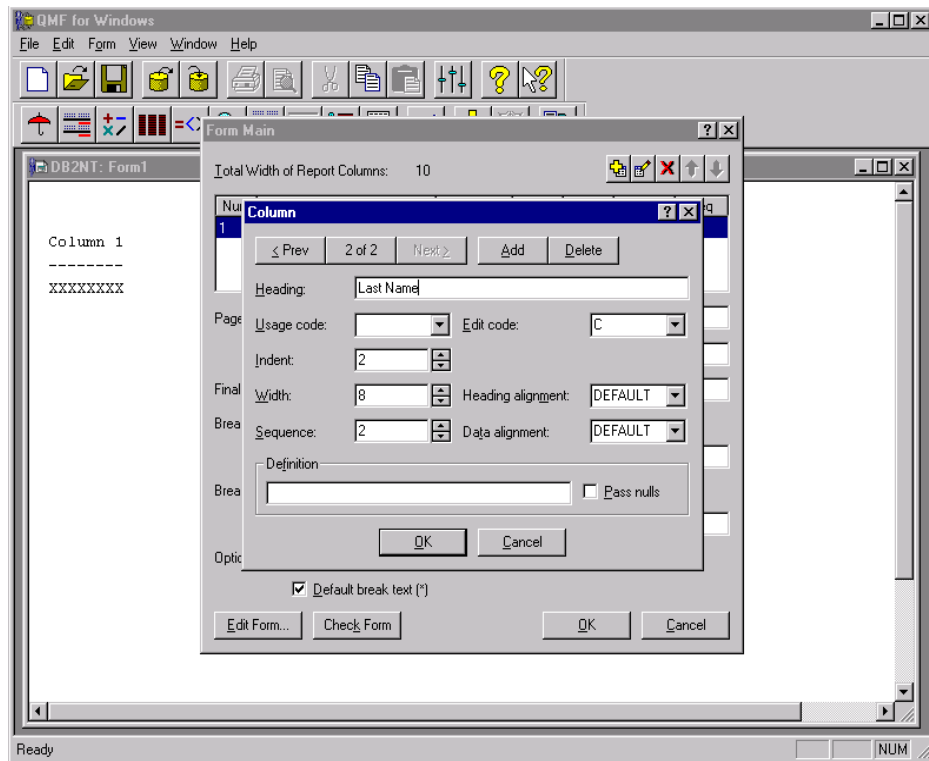 QMF for Windows
File Edit Form View Window Help
Form Main
DB2NT: Form1
Total Width of Report Columns: 10
Column 1
--------
XXXXXXXX
1
Column
< Prev 2 of 2 Next > Add Delete
Heading: Last Name
Usage code: Edit code: C
Indent: 2
Width: 8 Heading alignment: DEFAULT
Sequence: 2 Data alignment: DEFAULT
Definition
Pass nulls
OK Cancel
Page
Final
Default break text (*)
Edit Form... Check Form OK Cancel
Ready NUM